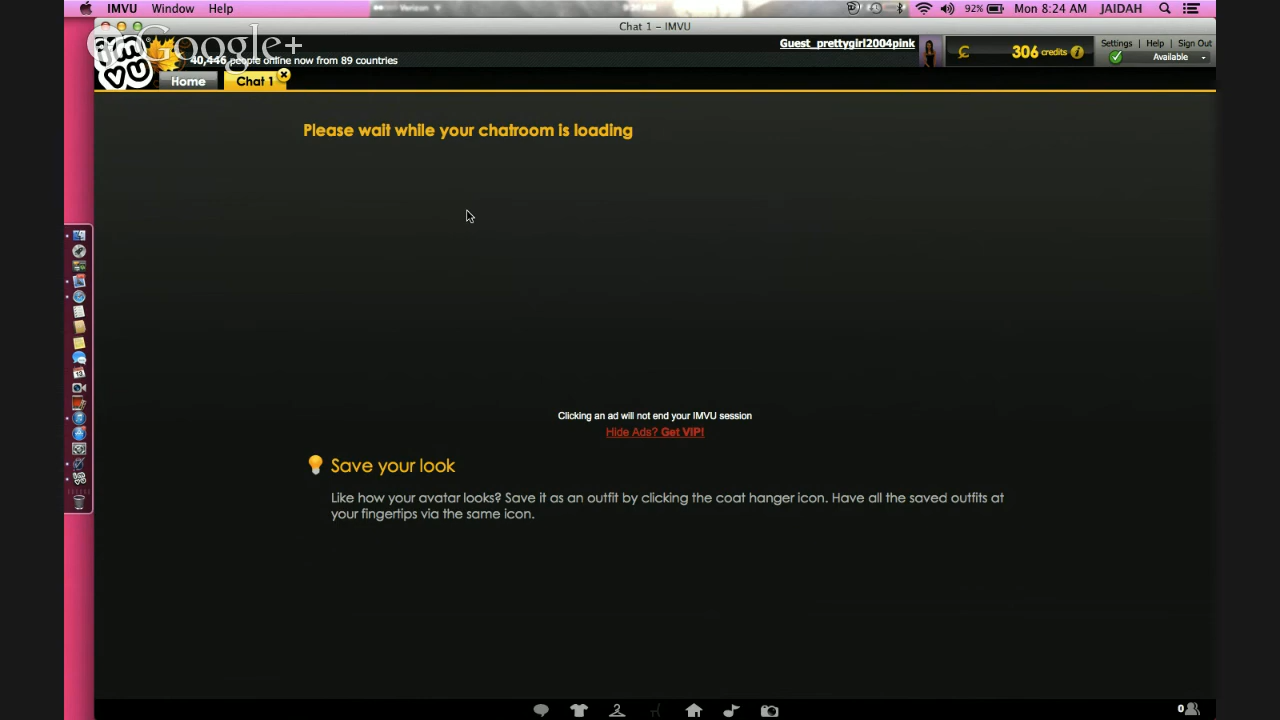 IMVU Window Help
Verizon
92% Mon 8:24 AM JAIDAH
Chat 1 – IMVU
Google+
imvu
40,446 people online now from 89 countries
Guest_prettygirl2004pink
306 credits
Settings | Help | Sign Out
Available
Home
Chat 1
Please wait while your chatroom is loading
Clicking an ad will not end your IMVU session
Hide Ads? Get VIP!
Save your look
Like how your avatar looks? Save it as an outfit by clicking the coat hanger icon. Have all the saved outfits at
your fingertips via the same icon.
0